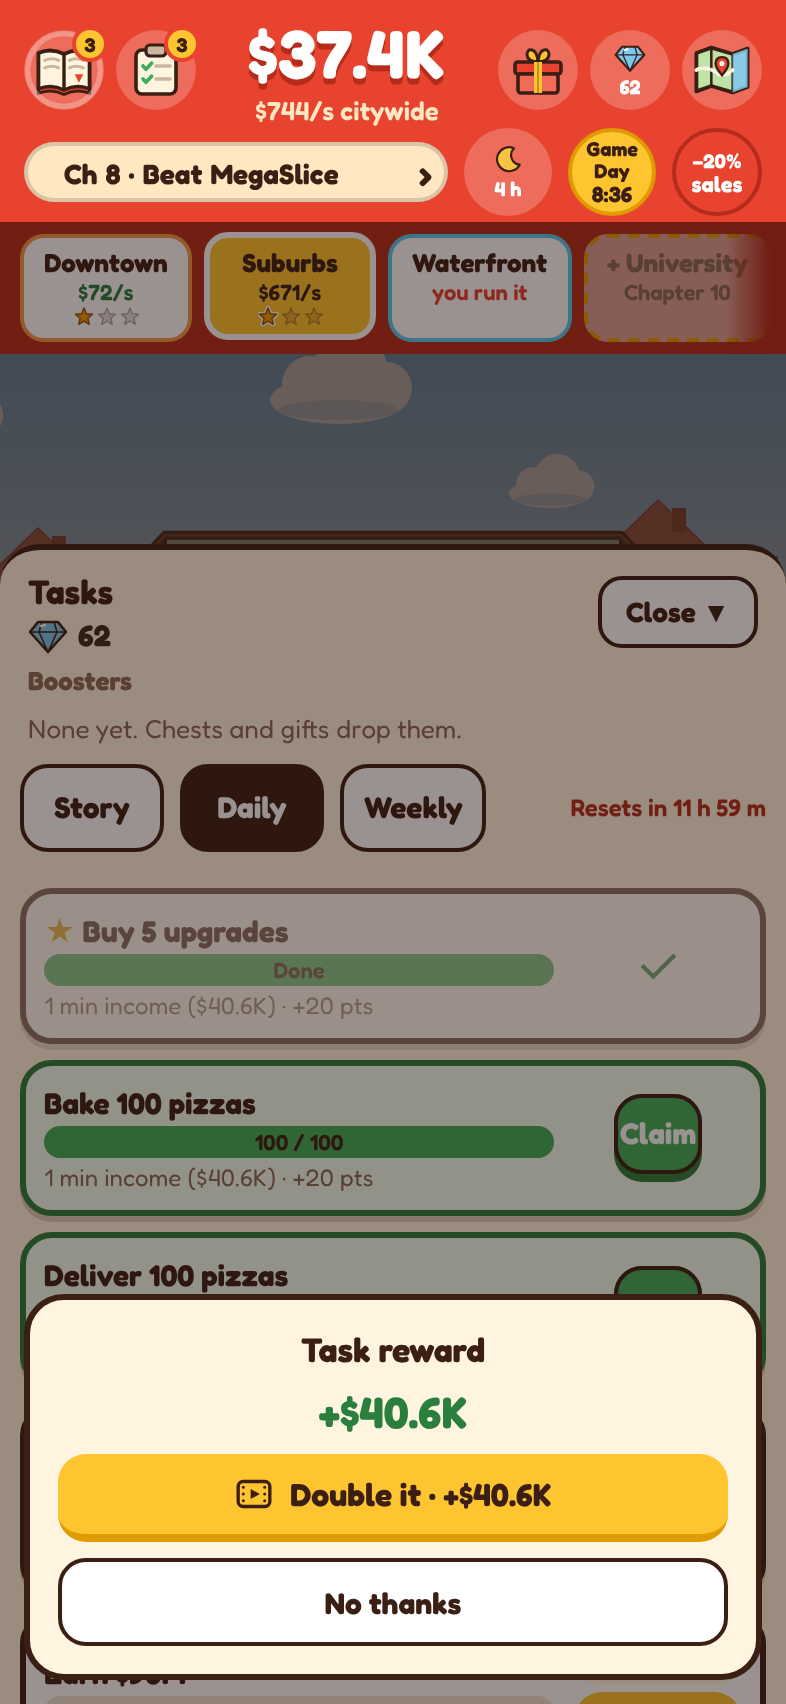 3
3
$37.4K
$744/s citywide
62
Ch 8 · Beat MegaSlice ›
4 h
Game
Day
8:36
-20%
sales
Downtown
$72/s
Suburbs
$671/s
Waterfront
you run it
+ University
Chapter 10
Tasks
62
Close ▼
Boosters
None yet. Chests and gifts drop them.
Story
Daily
Weekly
Resets in 11 h 59 m
★ Buy 5 upgrades
Done
1 min income ($40.6K) · +20 pts
Bake 100 pizzas
100 / 100
1 min income ($40.6K) · +20 pts
Claim
Deliver 100 pizzas
Task reward
+$40.6K
Double it · +$40.6K
No thanks